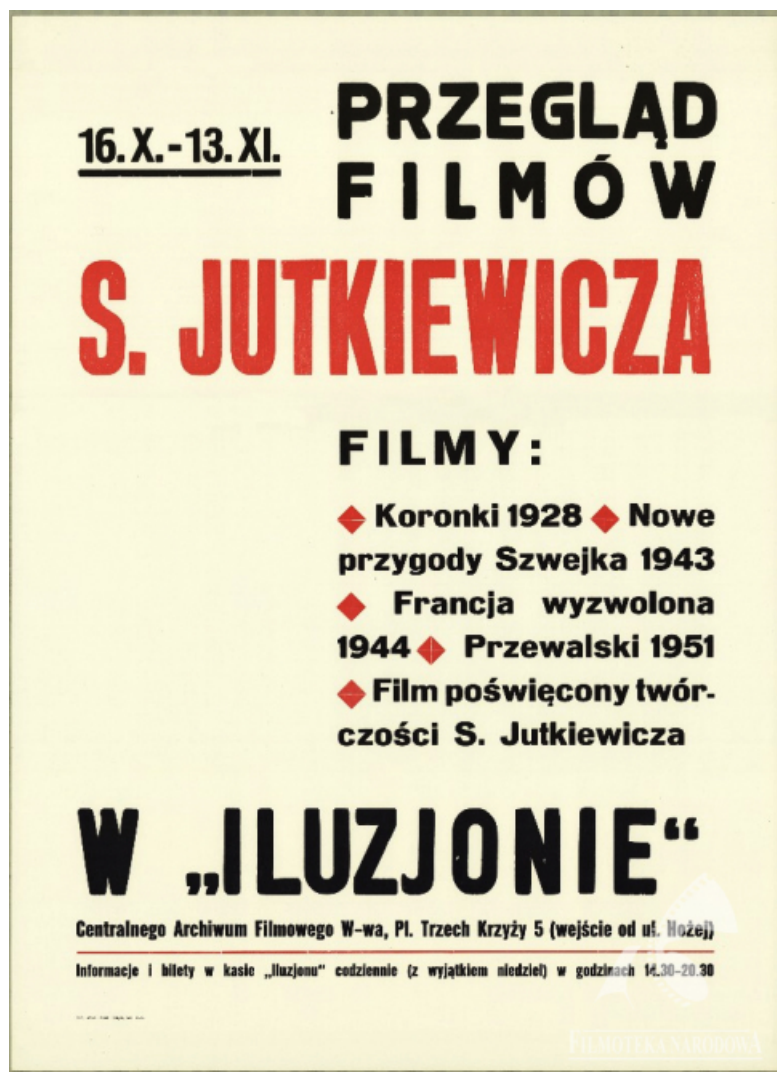 16. X. - 13. XI.
PRZEGLĄD
FILMÓW
S. JUTKIEWICZA
FILMY:
◆ Koronki 1928 ◆ Nowe
przygody Szwejka 1943
◆ Francja wyzwolona
1944 ◆ Przewalski 1951
◆ Film poświęcony twór-
czości S. Jutkiewicza
W „ILUZJONIE“
Centralnego Archiwum Filmowego W-wa, Pl. Trzech Krzyży 5 (wejście od ul. Hożej)
Informacje i bilety w kasie „Iluzjonu“ codziennie (z wyjątkiem niedziel) w godzinach 14.30-20.30
FILMOTEKA NARODOWA